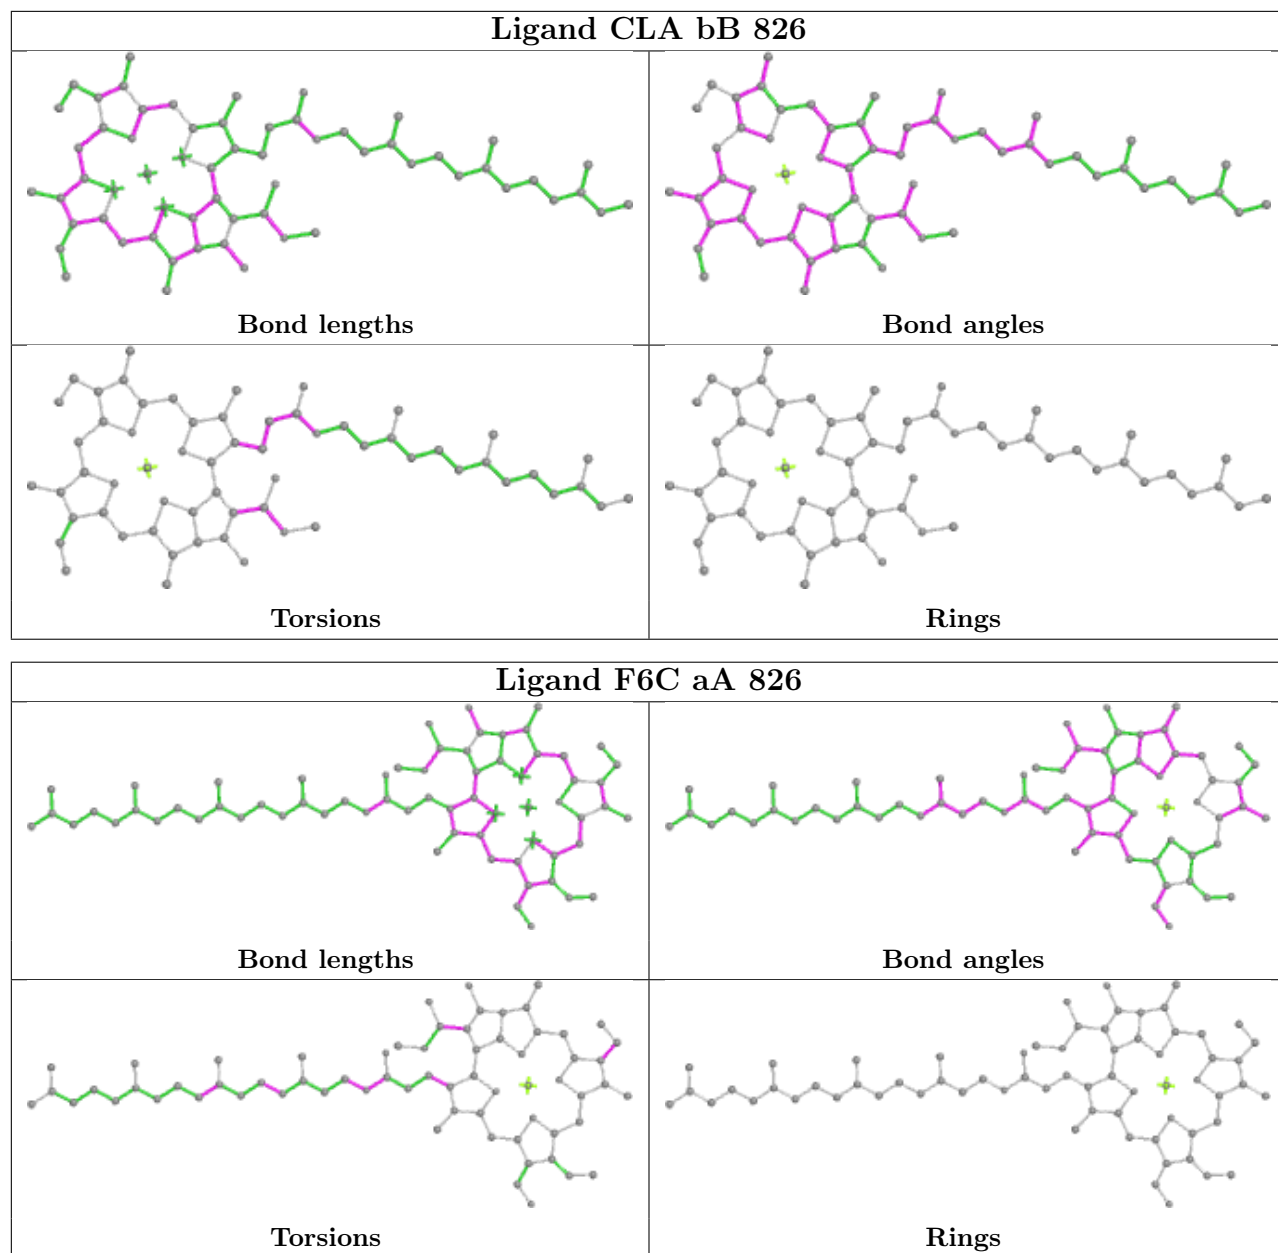 Ligand CLA bB 826
Bond lengths
Bond angles
Torsions
Rings
Ligand F6C aA 826
Bond lengths
Bond angles
Torsions
Rings